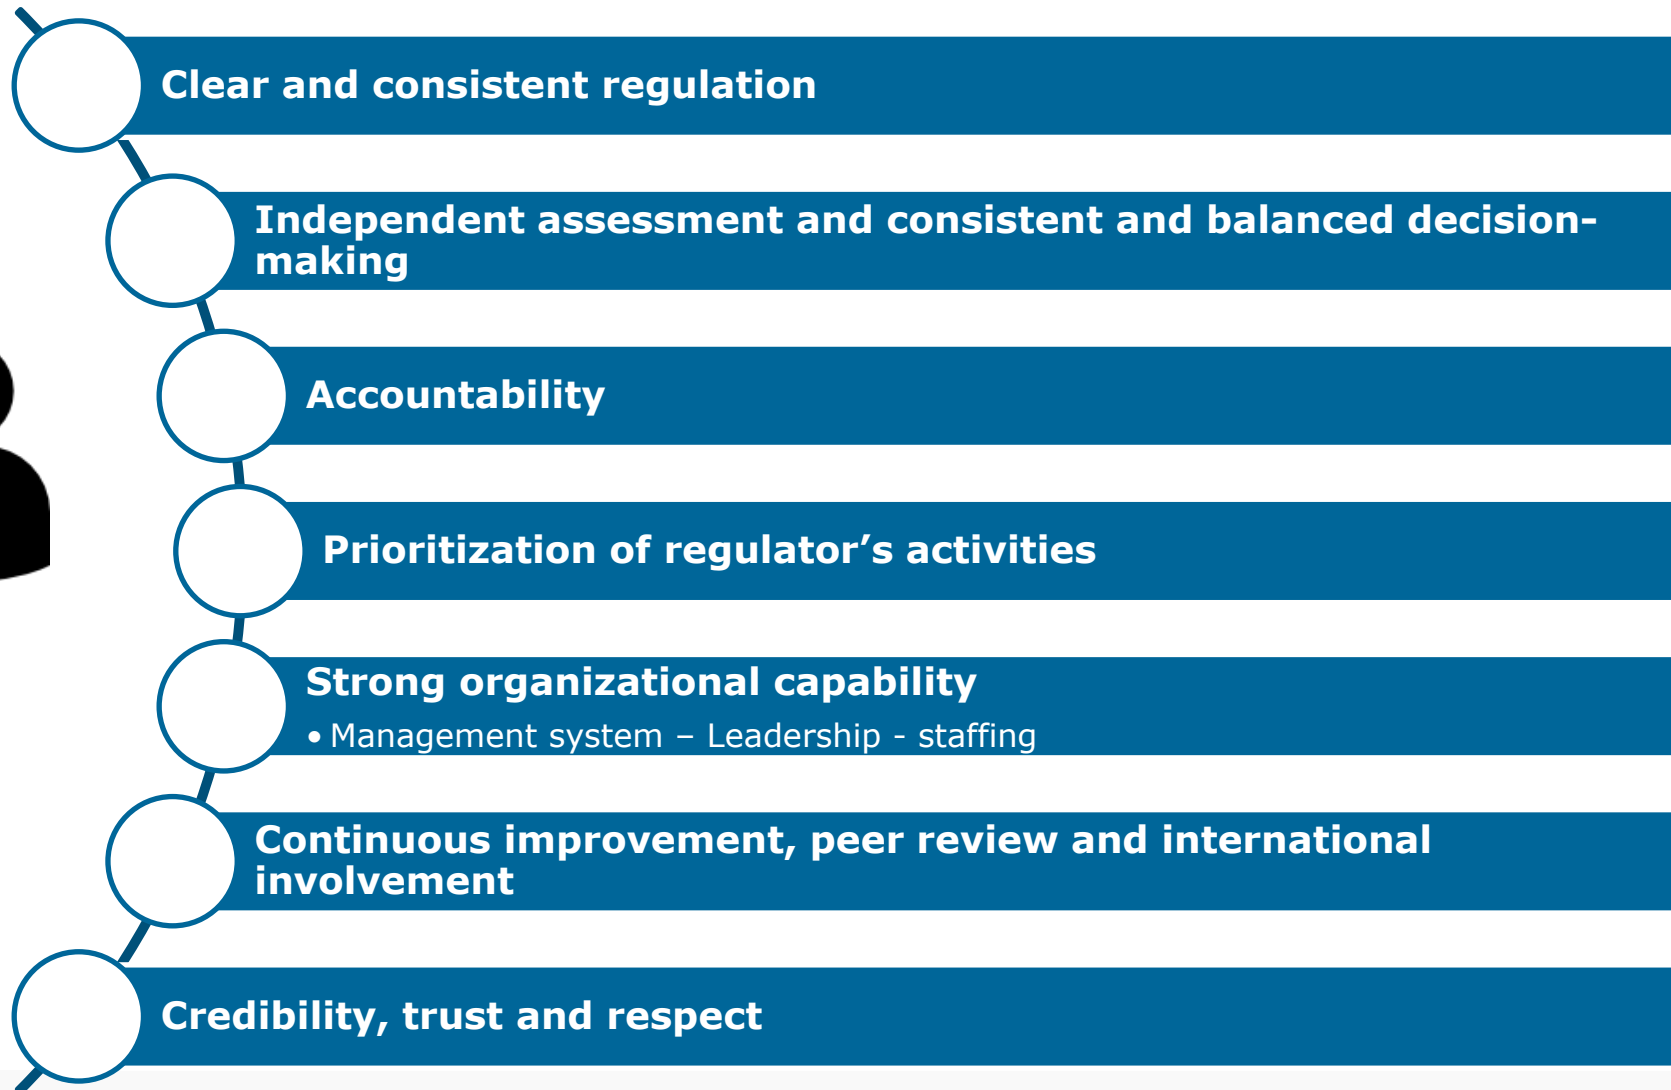 Clear and consistent regulation
Independent assessment and consistent and balanced decision-
making
Accountability
Prioritization of regulator’s activities
Strong organizational capability
• Management system – Leadership - staffing
Continuous improvement, peer review and international
involvement
Credibility, trust and respect